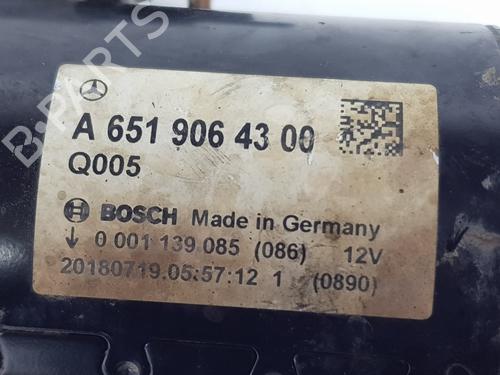 A 651 906 43 00
Q005
BOSCH Made in Germany
↓ 0 001 139 085 (086) 12V
20180719.05:57:12 1 (0890)
B-PARTS